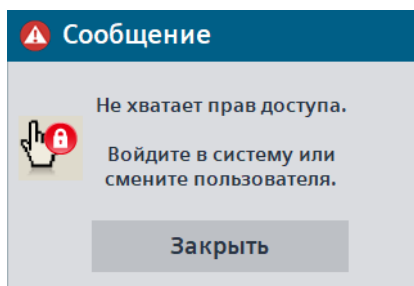 Сообщение
Не хватает прав доступа.
Войдите в систему или
смените пользователя.
Закрыть